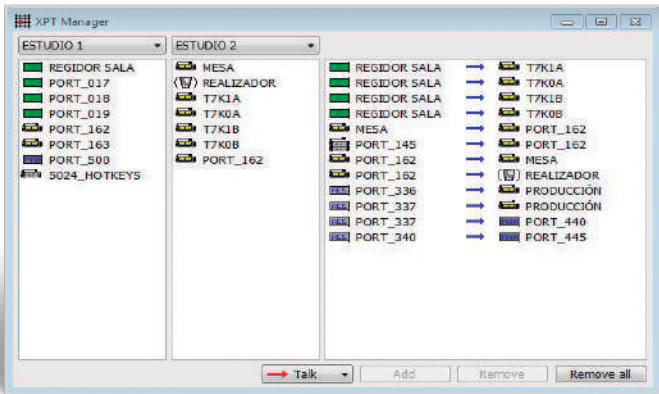 XPT Manager
ESTUDIO 1 ESTUDIO 2
REGIDOR SALA
PORT_017
PORT_018
PORT_019
PORT_162
PORT_163
PORT_500
5024_HOTKEYS
MESA
REALIZADOR
T7K1A
T7K0A
T7K1B
T7K0B
PORT_162
REGIDOR SALA T7K1A
REGIDOR SALA T7K0A
REGIDOR SALA T7K1B
REGIDOR SALA T7K0B
MESA PORT_162
PORT_145 PORT_162
PORT_162 MESA
PORT_162 REALIZADOR
PORT_336 PRODUCCIÓN
PORT_337 PRODUCCIÓN
PORT_337 PORT_440
PORT_340 PORT_445
Talk Add Remove Remove all